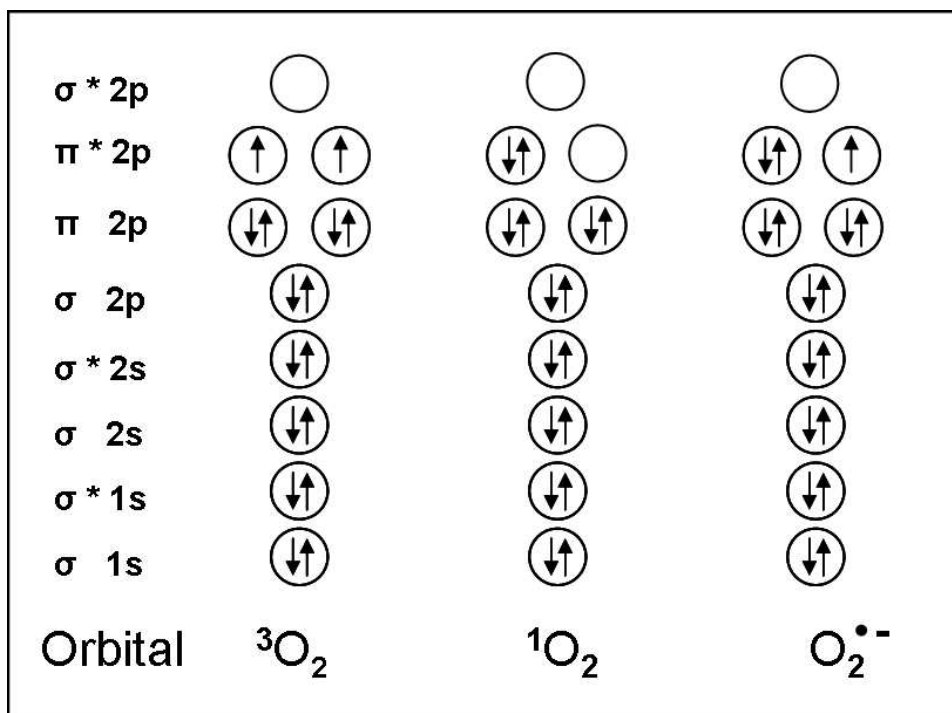 σ * 2p
π * 2p
π 2p
σ 2p
σ * 2s
σ 2s
σ * 1s
σ 1s
Orbital ³O₂ ¹O₂ O₂•-